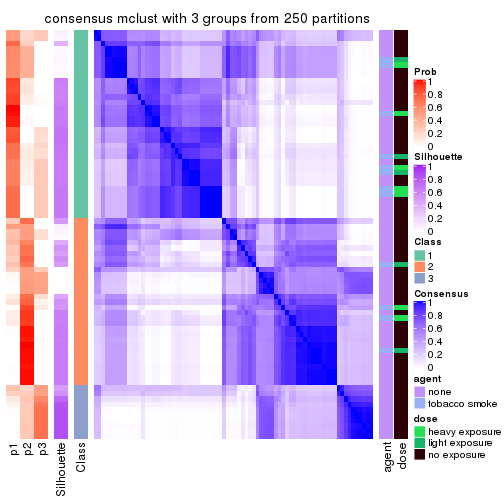 consensus mclust with 3 groups from 250 partitions
Prob
1
0.8
0.6
0.4
0.2
0
Silhouette
1
0.8
0.6
0.4
0.2
0
Class
1
2
3
Consensus
1
0.8
0.6
0.4
0.2
0
agent
none
tobacco smoke
dose
heavy exposure
light exposure
no exposure
p1
p2
p3
Silhouette
Class
agent
dose